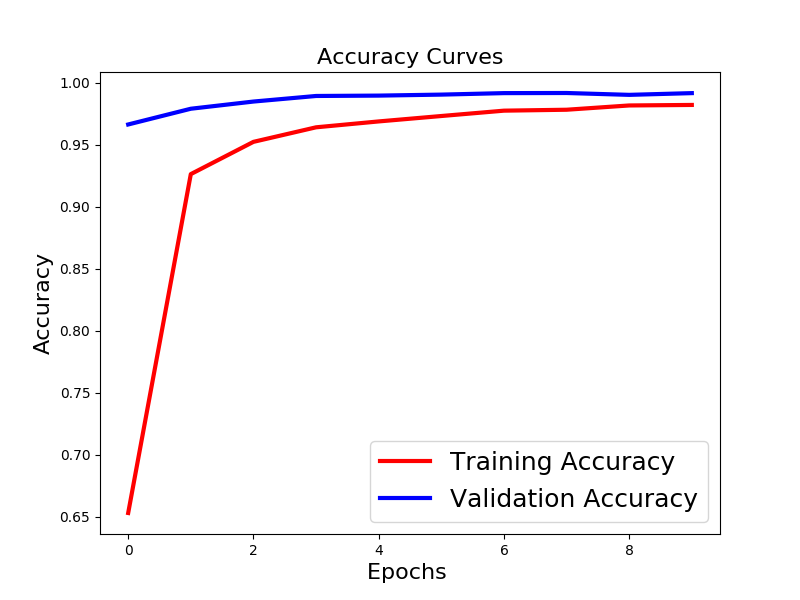 Accuracy Curves
1.00
0.95
0.90
0.85
0.80
0.75
0.70
0.65
Accuracy
Training Accuracy
Validation Accuracy
0 2 4 6 8
Epochs